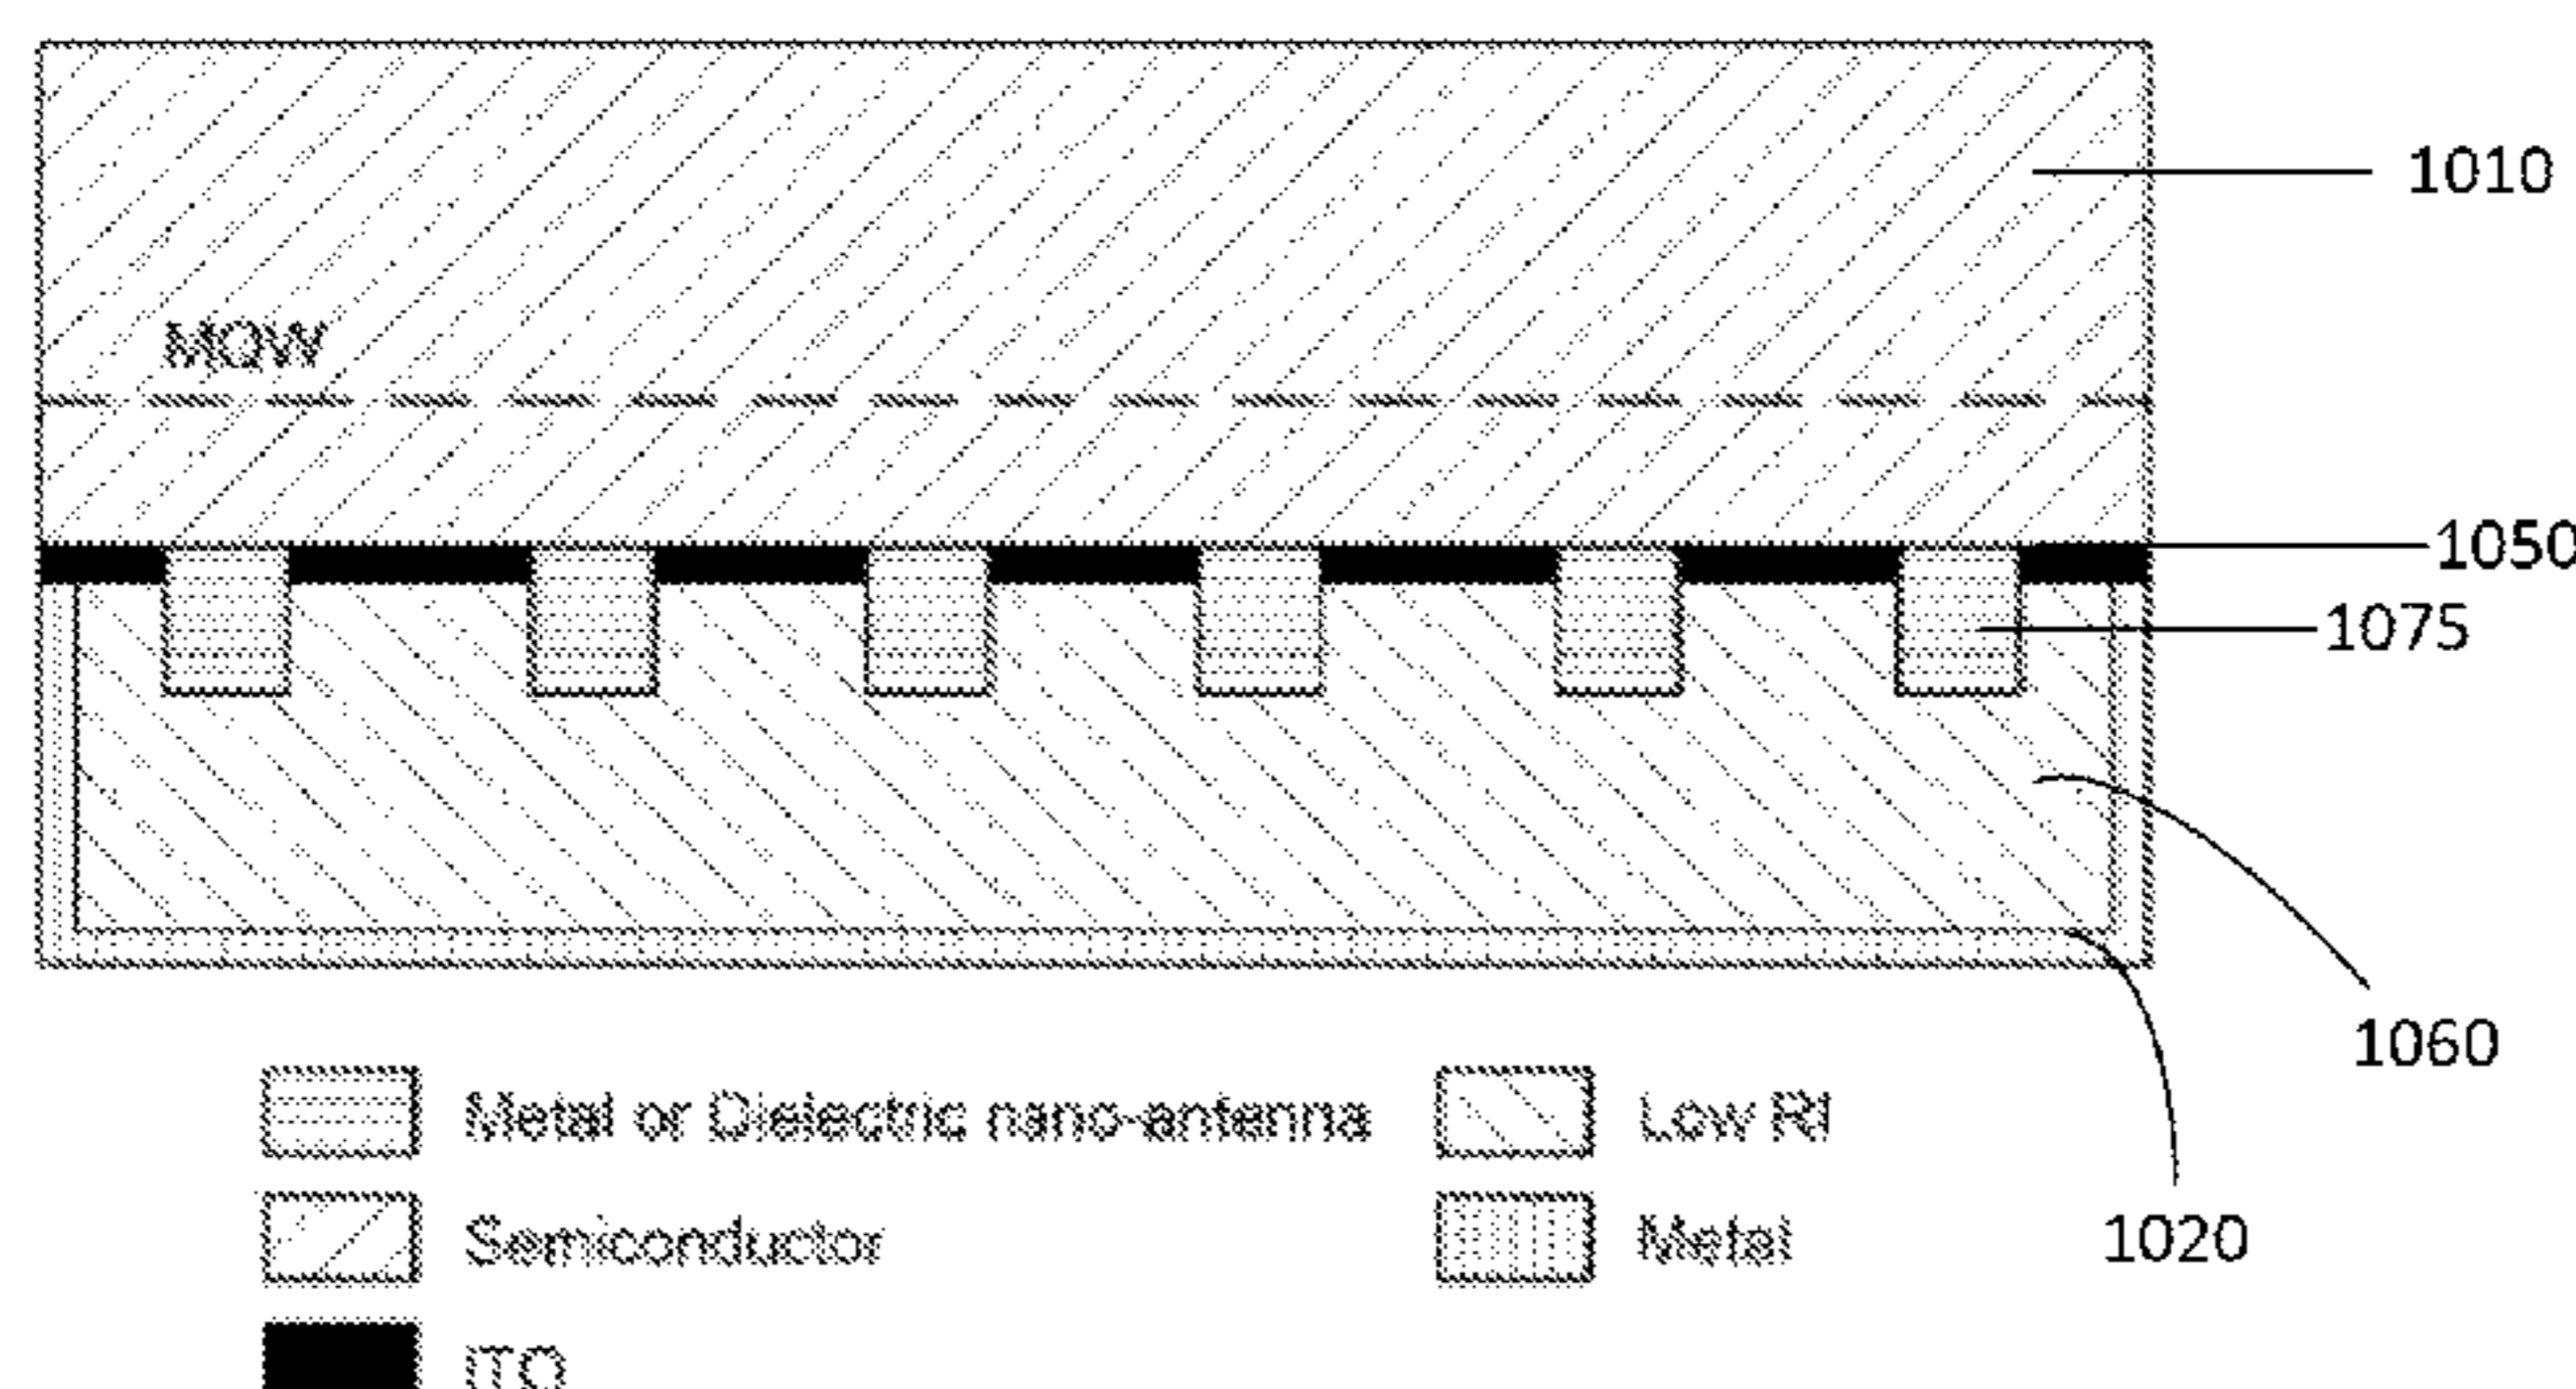 1010
MQW
1050
1075
1060
Metal or Dielectric nano-antenna
Low RI
Semiconductor
Metal
1020
ITO